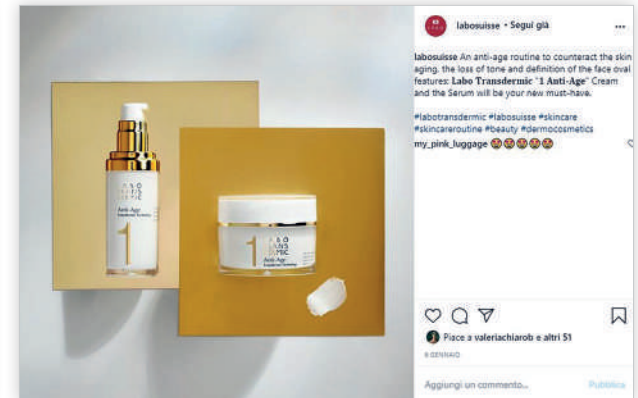 labosuisse • Segui già
labosuisse An anti-age routine to counteract the skin
aging, the loss of tone and definition of the face oval
features: Labo Transdermic "1 Anti-Age" Cream
and the Serum will be your new must-have.
#labotransdermic #labosuisse #skincare
#skincareroutine #beauty #dermocosmetics
my_pink_luggage
Piace a valeriachiarob e altri 51
6 GENNAIO
Aggiungi un commento...
Pubblica
Anti-Age
1
1
Anti-Age